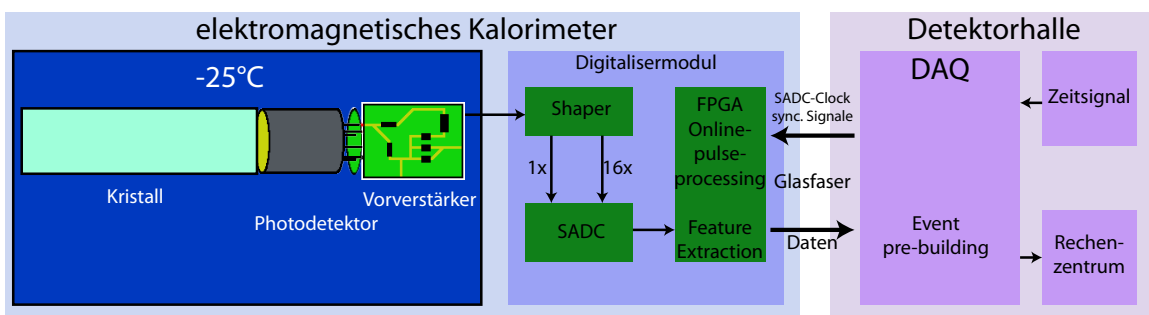 elektromagnetisches Kalorimeter
-25°C
Kristall
Photodetektor
Vorverstärker
Digitalisermodul
Shaper
1x
16x
SADC
FPGA
Online-
pulse-
processing
Feature
Extraction
SADC-Clock
sync. Signale
Glasfaser
Daten
Detektorhalle
DAQ
Event
pre-building
Zeitsignal
Rechen-
zentrum